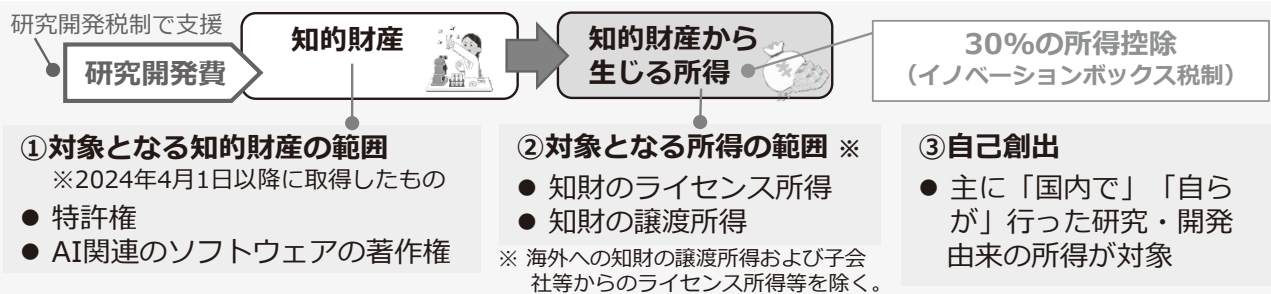 研究開発税制で支援
研究開発費
知的財産
知的財産から
生じる所得
30%の所得控除
(イノベーションボックス税制)
①対象となる知的財産の範囲
※2024年4月1日以降に取得したもの
● 特許権
● AI関連のソフトウェアの著作権
②対象となる所得の範囲 ※
● 知財のライセンス所得
● 知財の譲渡所得
※ 海外への知財の譲渡所得および子会
社等からのライセンス所得等を除く。
③自己創出
● 主に「国内で」「自ら
が」行った研究・開発
由来の所得が対象